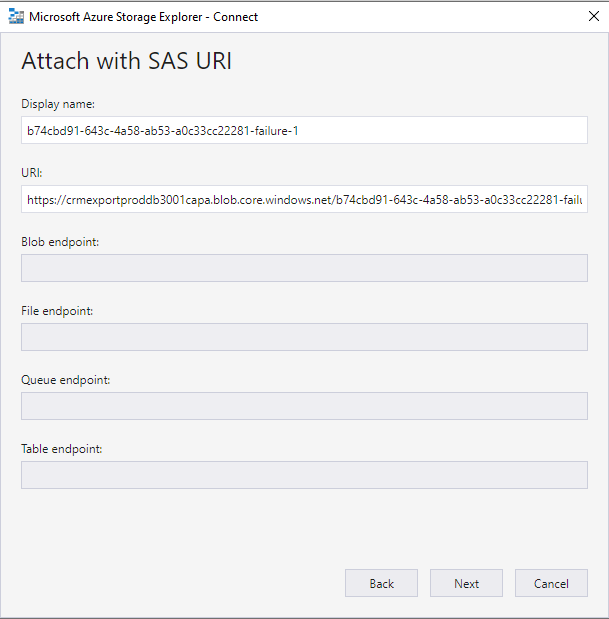 Microsoft Azure Storage Explorer - Connect
Attach with SAS URI
Display name:
b74cbd91-643c-4a58-ab53-a0c33cc22281-failure-1
URI:
https://crmexportproddb3001capa.blob.core.windows.net/b74cbd91-643c-4a58-ab53-a0c33cc22281-failu
Blob endpoint:
File endpoint:
Queue endpoint:
Table endpoint:
Back Next Cancel